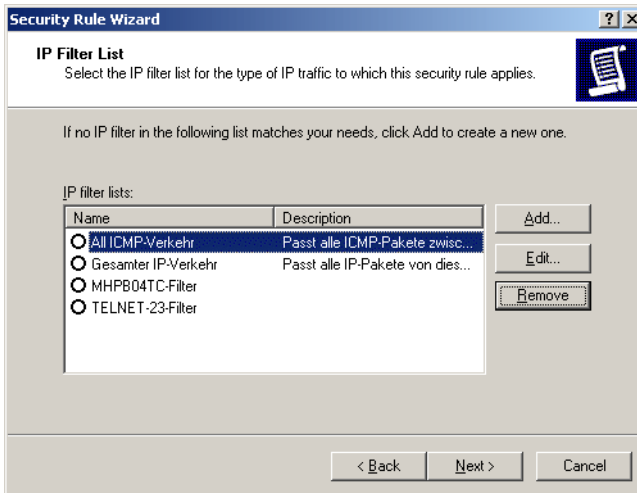 Security Rule Wizard
IP Filter List
Select the IP filter list for the type of IP traffic to which this security rule applies.
If no IP filter in the following list matches your needs, click Add to create a new one.
IP filter lists:
Name Description
All ICMP-Verkehr Passt alle ICMP-Pakete zwisc...
Gesamter IP-Verkehr Passt alle IP-Pakete von dies...
MHPB04TC-Filter
TELNET-23-Filter
Add...
Edit...
Remove
< Back Next > Cancel